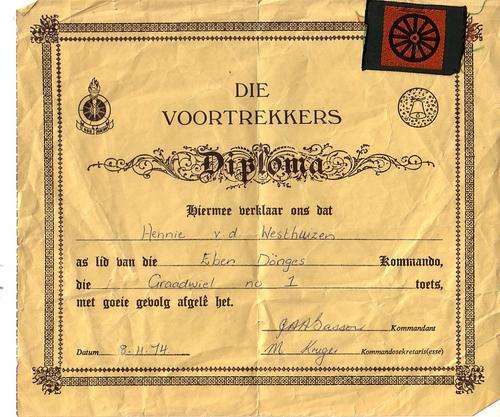 DIE
VOORTREKKERS
Diploma
Hiermee verklaar ons dat
Hennie v.d. Westhuizen
as lid van die Eben Dönges Kommando,
die Graadwiel no 1 toets,
met goeie gevolg afgelê het.
Kommandant
Datum 8.11.74 M Kruger Kommandosekretaris(esse)